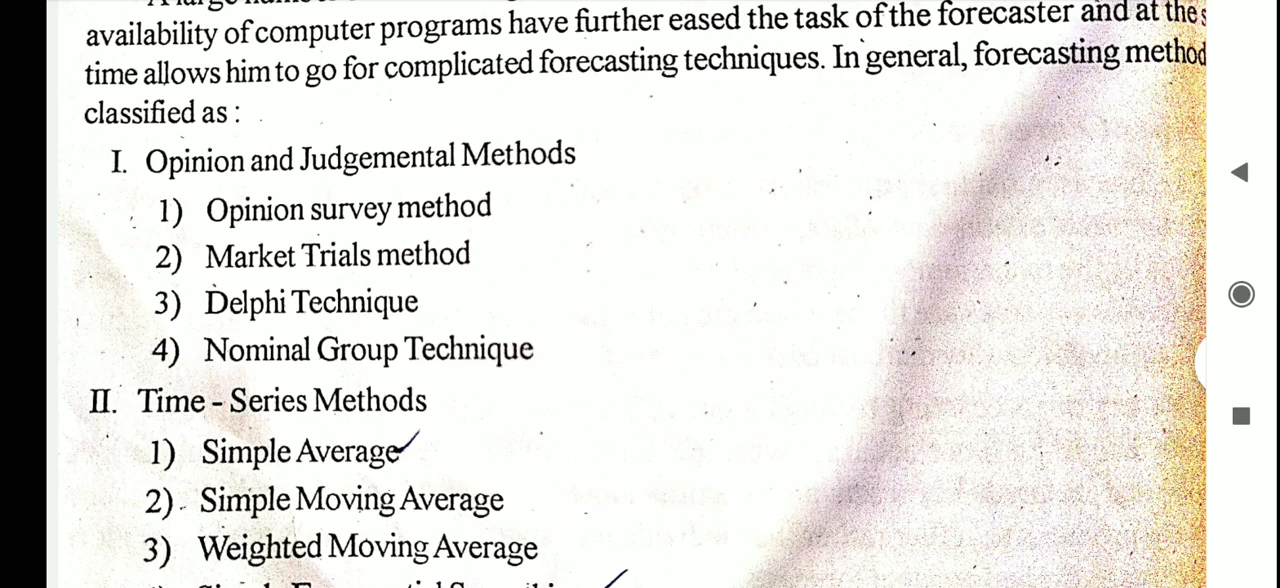 availability of computer programs have further eased the task of the forecaster and at the s
time allows him to go for complicated forecasting techniques. In general, forecasting method
classified as :
I. Opinion and Judgemental Methods
1) Opinion survey method
2) Market Trials method
3) Delphi Technique
4) Nominal Group Technique
II. Time - Series Methods
1) Simple Average
2) Simple Moving Average
3) Weighted Moving Average